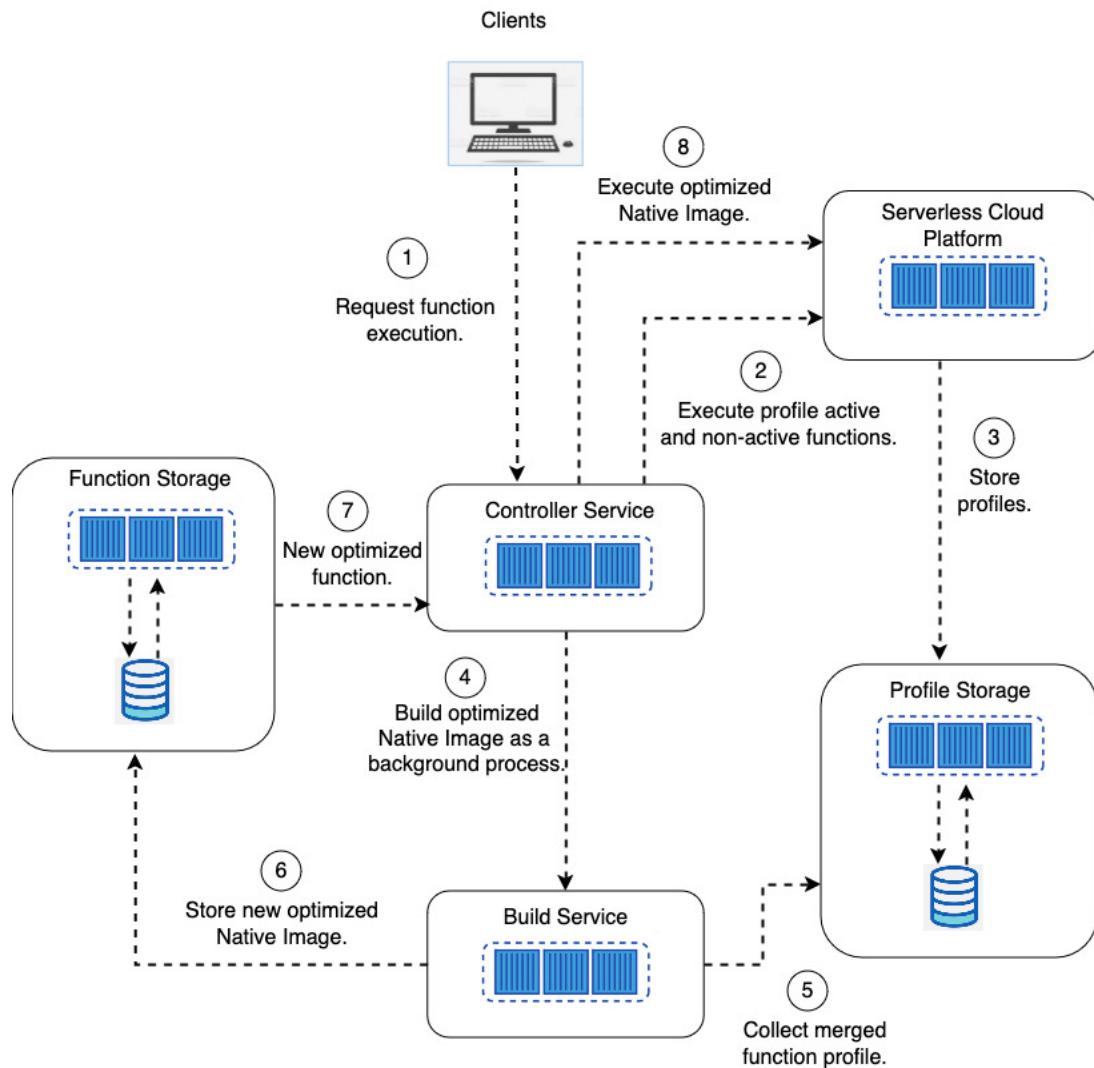 Clients
8
Execute optimized
Native Image.
Serverless Cloud
Platform
1
Request function
execution.
2
Execute profile active
and non-active functions.
3
Store
profiles.
Function Storage
7
New optimized
function.
Controller Service
4
Build optimized
Native Image as a
background process.
Profile Storage
6
Store new optimized
Native Image.
Build Service
5
Collect merged
function profile.